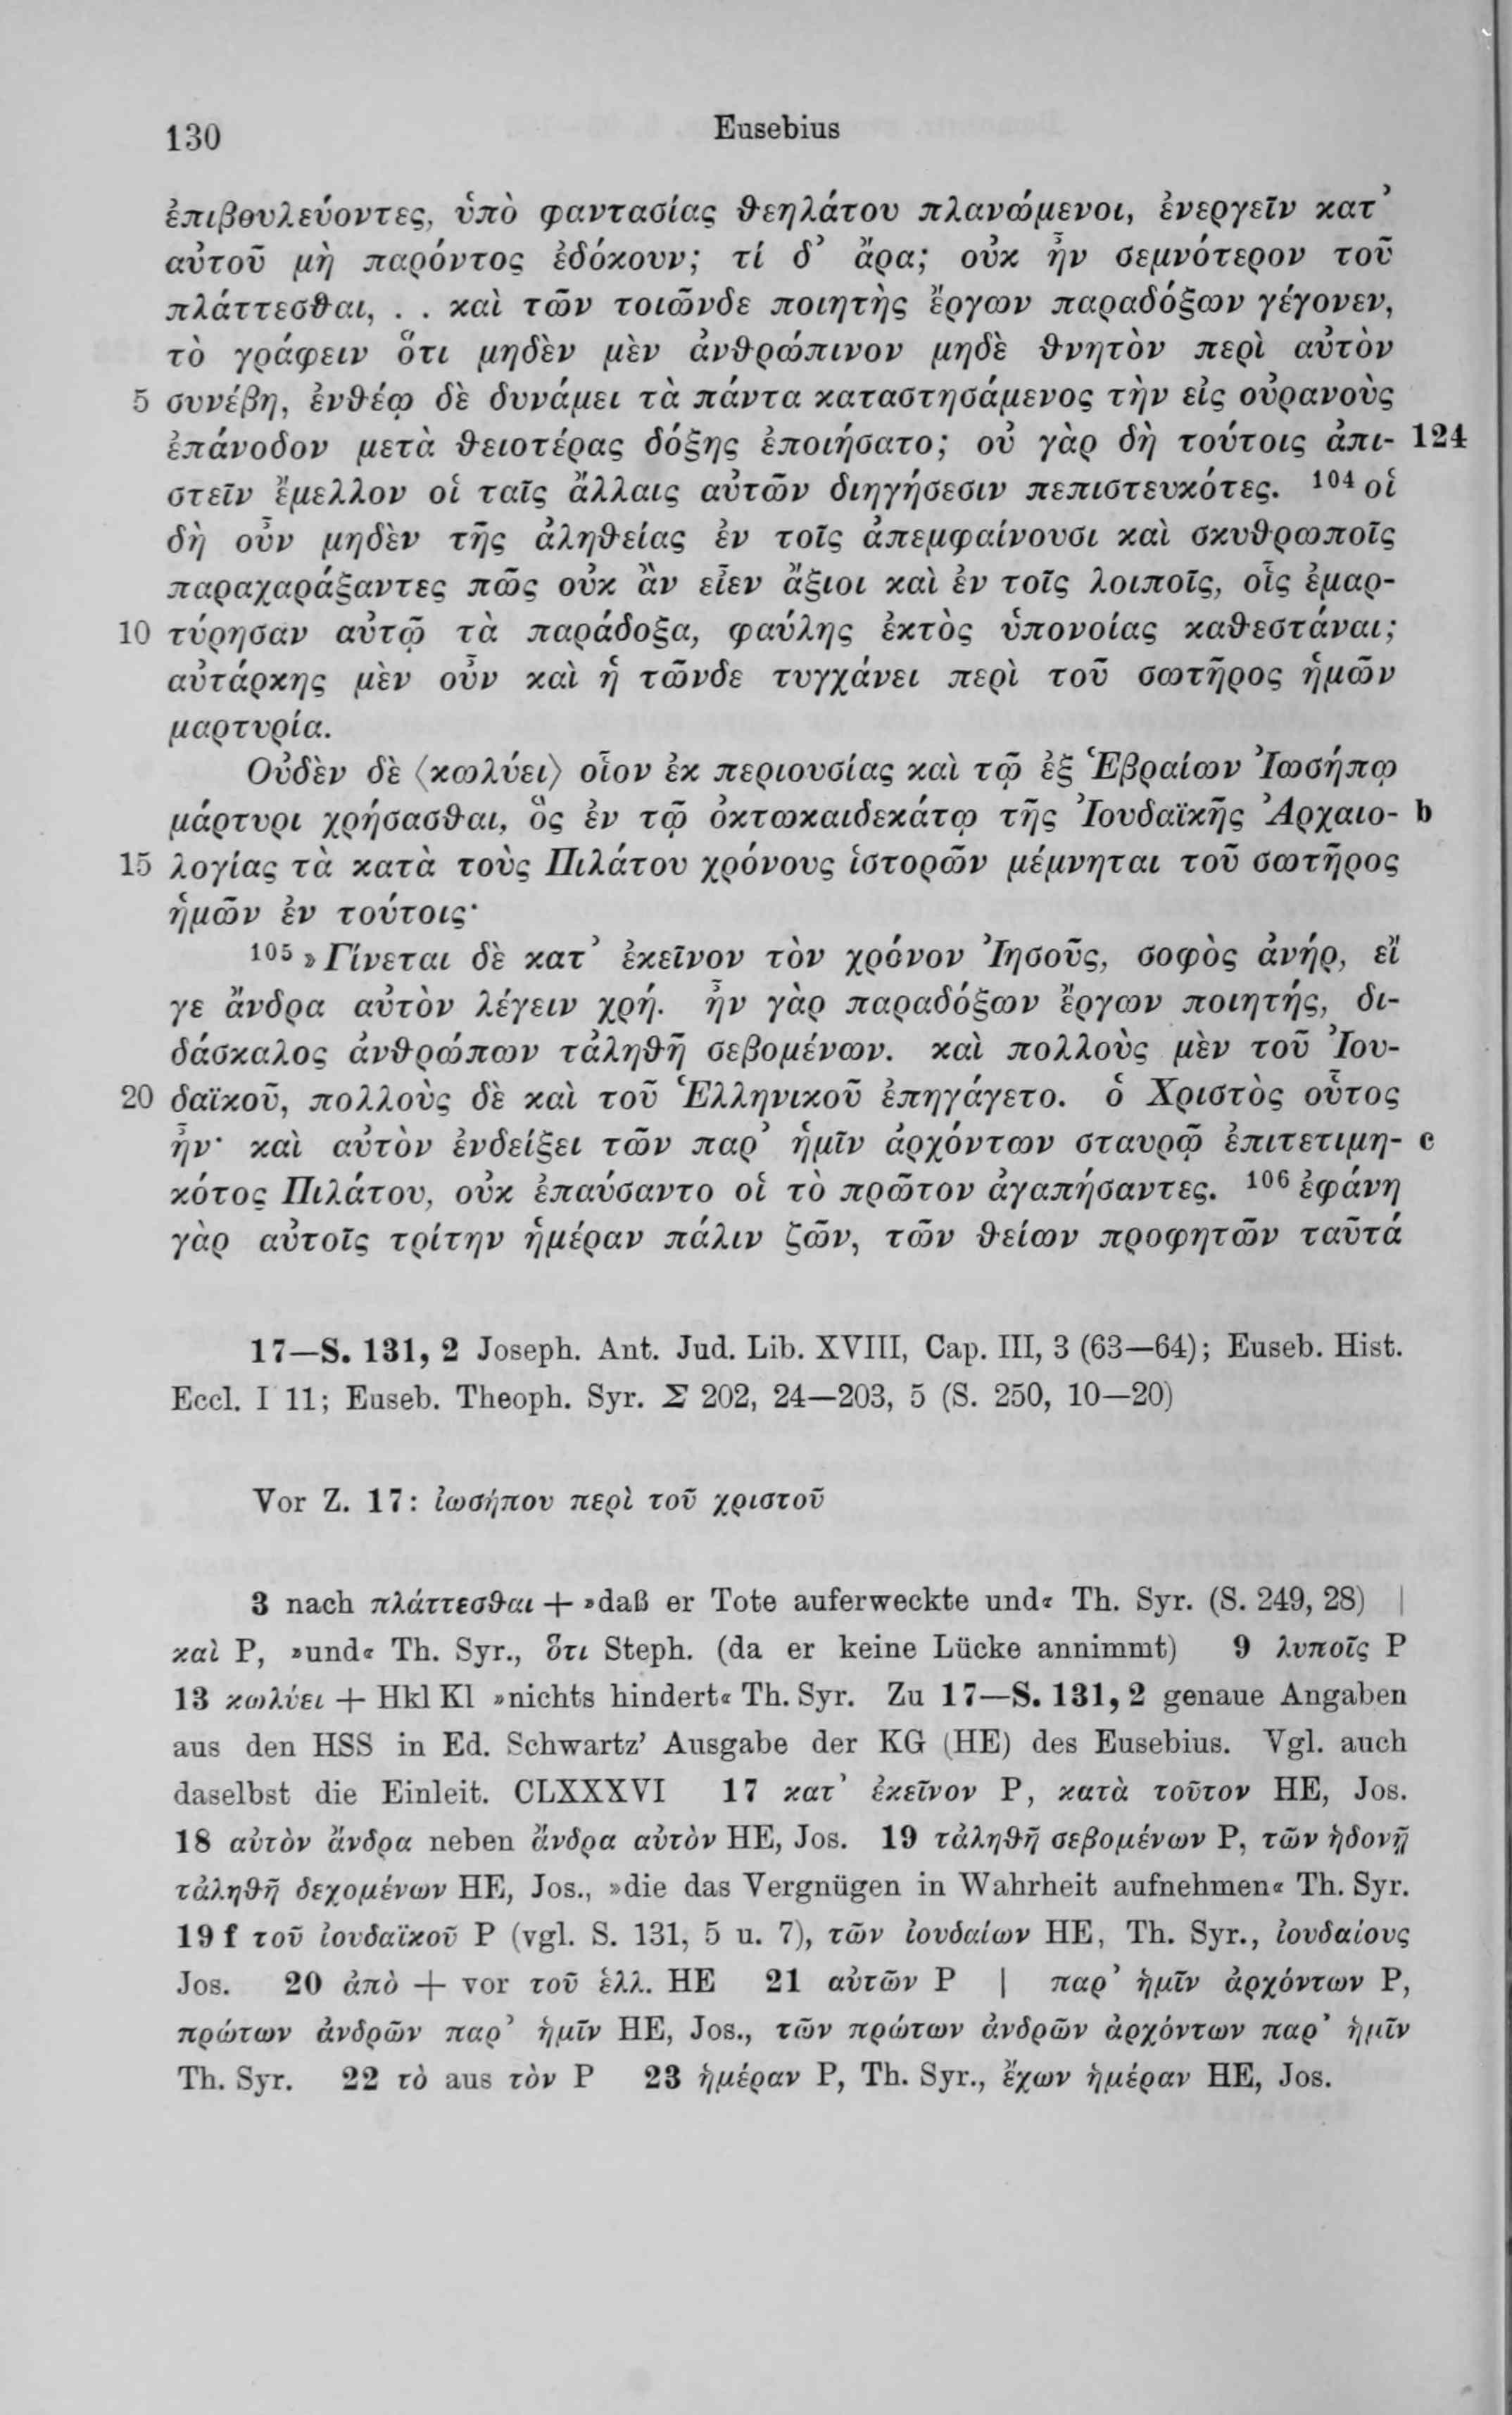 130 Eusebius
ἐπιβουλεύοντες, ὑπὸ φαντασίας θεηλάτου πλανώμενοι, ἐνεργεῖν κατ᾽
αὐτοῦ μὴ παρόντος ἐδόκουν; τί δ᾽ ἄρα; οὐκ ἦν σεμνότερον τοῦ
πλάττεσθαι, . . καὶ τῶν τοιῶνδε ποιητὴς ἔργων παραδόξων γέγονεν,
τὸ γράφειν ὅτι μηδὲν μὲν ἀνθρώπινον μηδὲ θνητὸν περὶ αὐτὸν
5 συνέβη, ἐνθέῳ δὲ δυνάμει τὰ πάντα καταστησάμενος τὴν εἰς οὐρανοὺς
ἐπάνοδον μετὰ θειοτέρας δόξης ἐποιήσατο; οὐ γὰρ δὴ τούτοις ἀπι- 124
στεῖν ἔμελλον οἱ ταῖς ἄλλαις αὐτῶν διηγήσεσιν πεπιστευκότες. ¹⁰⁴ οἱ
δὴ οὖν μηδὲν τῆς ἀληθείας ἐν τοῖς ἀπεμφαίνουσι καὶ σκυθρωποῖς
παραχαράξαντες πῶς οὐκ ἂν εἶεν ἄξιοι καὶ ἐν τοῖς λοιποῖς, οἷς ἐμαρ-
10 τύρησαν αὐτῷ τὰ παράδοξα, φαύλης ἐκτὸς ὑπονοίας καθεστάναι;
αὐτάρκης μὲν οὖν καὶ ἡ τῶνδε τυγχάνει περὶ τοῦ σωτῆρος ἡμῶν
μαρτυρία.
Οὐδὲν δὲ ⟨κωλύει⟩ οἷον ἐκ περιουσίας καὶ τῷ ἐξ Ἑβραίων Ἰωσήπῳ
μάρτυρι χρήσασθαι, ὃς ἐν τῷ ὀκτωκαιδεκάτῳ τῆς Ἰουδαϊκῆς Ἀρχαιο- b
15 λογίας τὰ κατὰ τοὺς Πιλάτου χρόνους ἱστορῶν μέμνηται τοῦ σωτῆρος
ἡμῶν ἐν τούτοις·
¹⁰⁵ »Γίνεται δὲ κατ᾽ ἐκεῖνον τὸν χρόνον Ἰησοῦς, σοφὸς ἀνήρ, εἴ
γε ἄνδρα αὐτὸν λέγειν χρή. ἦν γὰρ παραδόξων ἔργων ποιητής, δι-
δάσκαλος ἀνθρώπων τἀληθῆ σεβομένων. καὶ πολλοὺς μὲν τοῦ Ἰου-
20 δαϊκοῦ, πολλοὺς δὲ καὶ τοῦ Ἑλληνικοῦ ἐπηγάγετο. ὁ Χριστὸς οὗτος
ἦν· καὶ αὐτὸν ἐνδείξει τῶν παρ᾽ ἡμῖν ἀρχόντων σταυρῷ ἐπιτετιμη- c
κότος Πιλάτου, οὐκ ἐπαύσαντο οἱ τὸ πρῶτον ἀγαπήσαντες. ¹⁰⁶ ἐφάνη
γὰρ αὐτοῖς τρίτην ἡμέραν πάλιν ζῶν, τῶν θείων προφητῶν ταῦτά
17—S. 131, 2 Joseph. Ant. Jud. Lib. XVIII, Cap. III, 3 (63—64); Euseb. Hist.
Eccl. I 11; Euseb. Theoph. Syr. Σ 202, 24—203, 5 (S. 250, 10—20)
Vor Z. 17: ἰωσήπου περὶ τοῦ χριστοῦ
3 nach πλάττεσθαι + »daß er Tote auferweckte und« Th. Syr. (S. 249, 28) |
καὶ P, »und« Th. Syr., ὅτι Steph. (da er keine Lücke annimmt) 9 λυποῖς P
13 κωλύει + Hkl Kl »nichts hindert« Th. Syr. Zu 17—S. 131, 2 genaue Angaben
aus den HSS in Ed. Schwartz’ Ausgabe der KG (HE) des Eusebius. Vgl. auch
daselbst die Einleit. CLXXXVI 17 κατ᾽ ἐκεῖνον P, κατὰ τοῦτον HE, Jos.
18 αὐτὸν ἄνδρα neben ἄνδρα αὐτὸν HE, Jos. 19 τἀληθῆ σεβομένων P, τῶν ἡδονῇ
τἀληθῆ δεχομένων HE, Jos., »die das Vergnügen in Wahrheit aufnehmen« Th. Syr.
19 f τοῦ ἰουδαϊκοῦ P (vgl. S. 131, 5 u. 7), τῶν ἰουδαίων HE, Th. Syr., ἰουδαίους
Jos. 20 ἀπὸ + vor τοῦ ἑλλ. HE 21 αὐτῶν P | παρ᾽ ἡμῖν ἀρχόντων P,
πρώτων ἀνδρῶν παρ᾽ ἡμῖν HE, Jos., τῶν πρώτων ἀνδρῶν ἀρχόντων παρ᾽ ἡμῖν
Th. Syr. 22 τὸ aus τὸν P 23 ἡμέραν P, Th. Syr., ἔχων ἡμέραν HE, Jos.